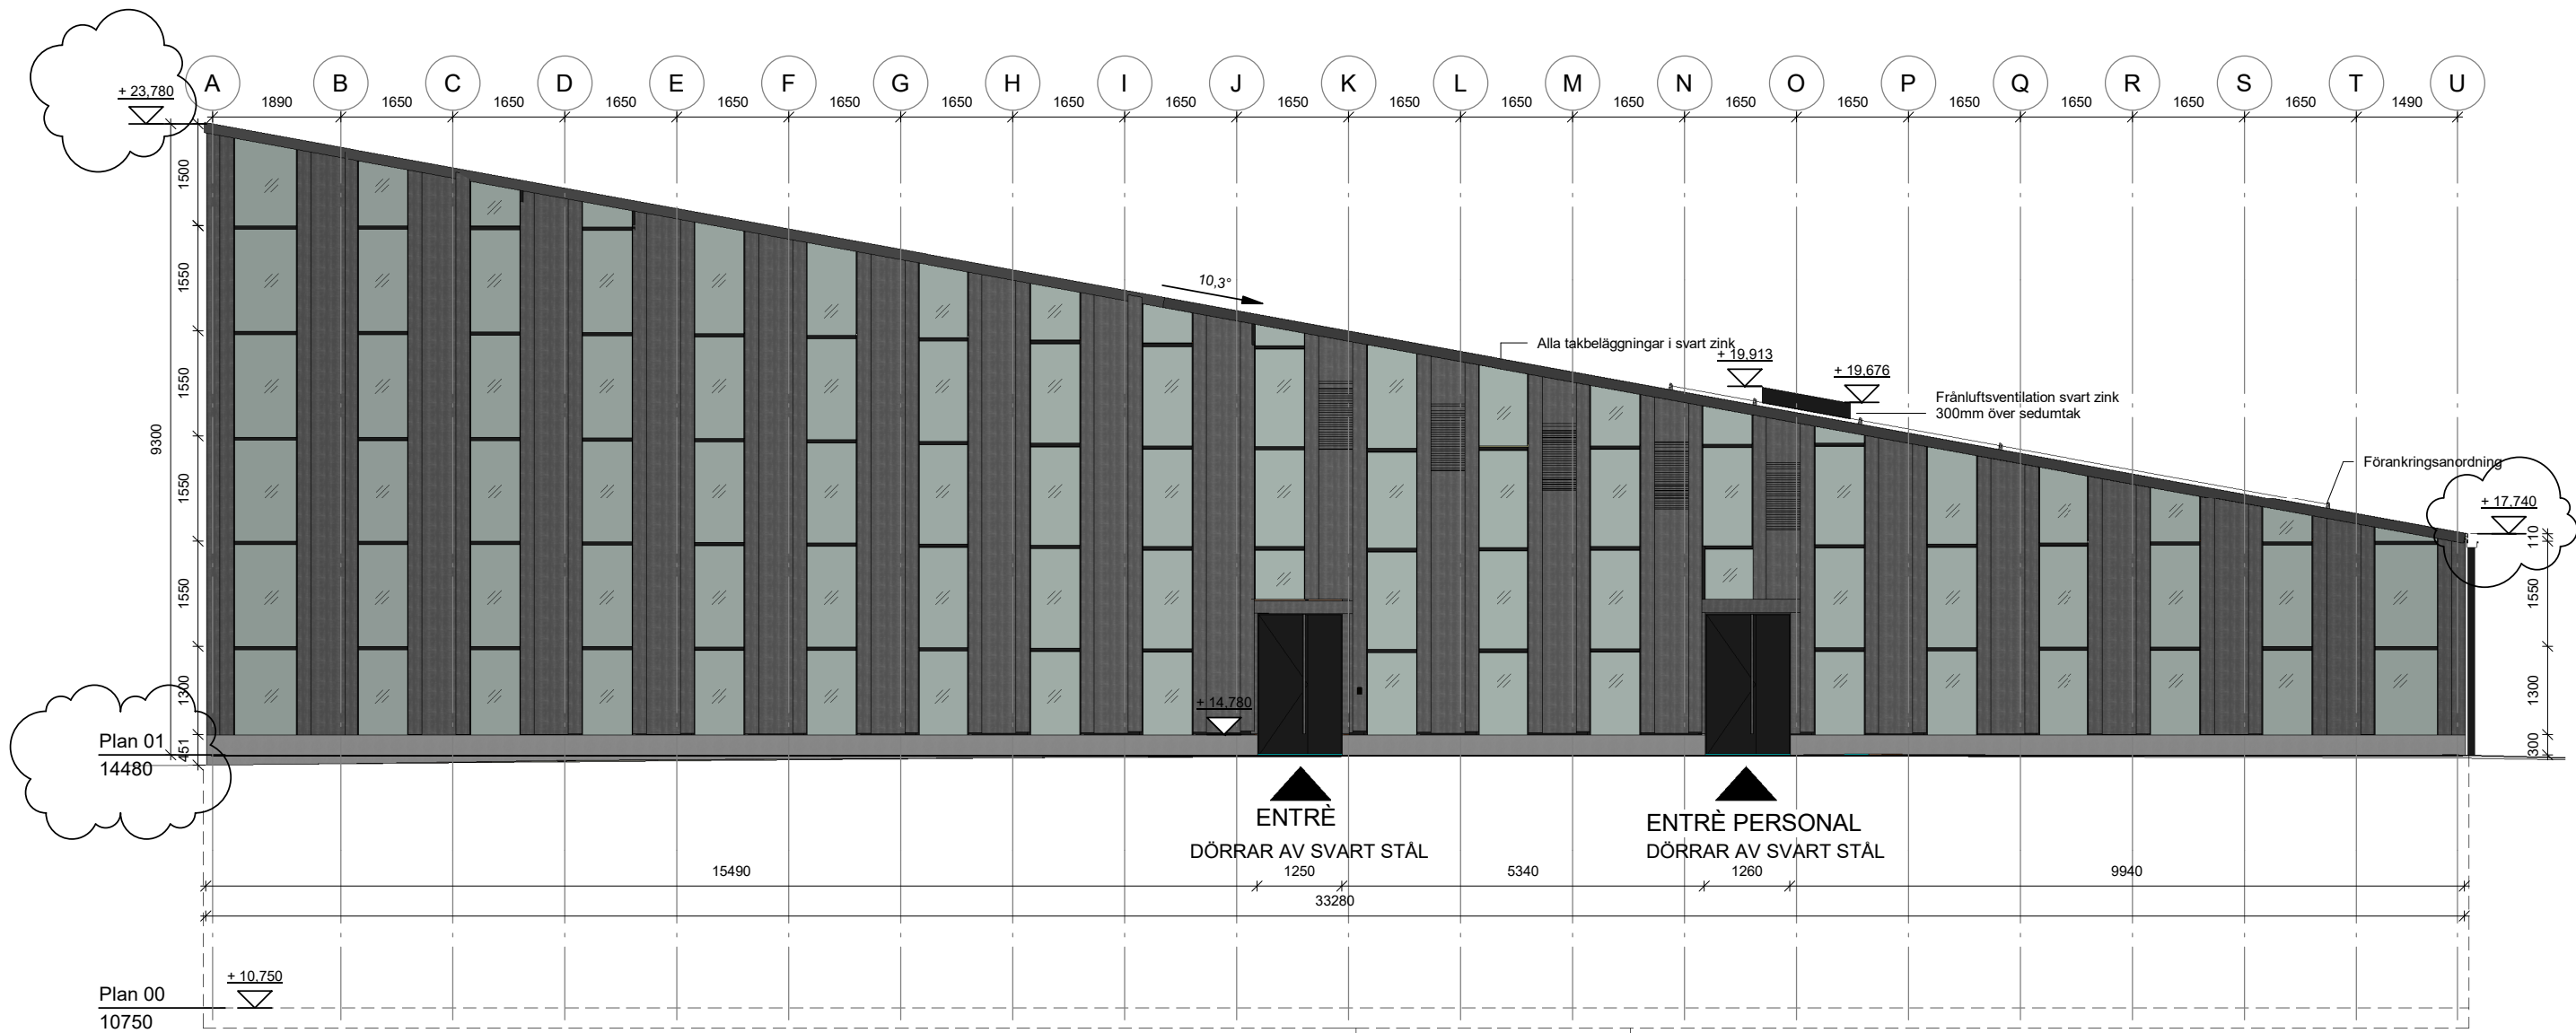 A B C D E F G H I J K L M N O P Q R S T U
+ 23,780
1890 1650 1650 1650 1650 1650 1650 1650 1650 1650 1650 1650 1650 1650 1650 1650 1650 1650 1650 1490
1500
1550
1550
1550
1550
1300
451
9300
10,3°
Alla takbeläggningar i svart zink
+ 19,913
+ 19,676
Frånluftsventilation svart zink
300mm över sedumtak
Förankringsanordning
+ 17,740
110
1550
1300
300
+ 14,780
Plan 01
14480
ENTRÈ
DÖRRAR AV SVART STÅL
ENTRÈ PERSONAL
DÖRRAR AV SVART STÅL
15490 1250 5340 1260 9940
33280
+ 10,750
Plan 00
10750